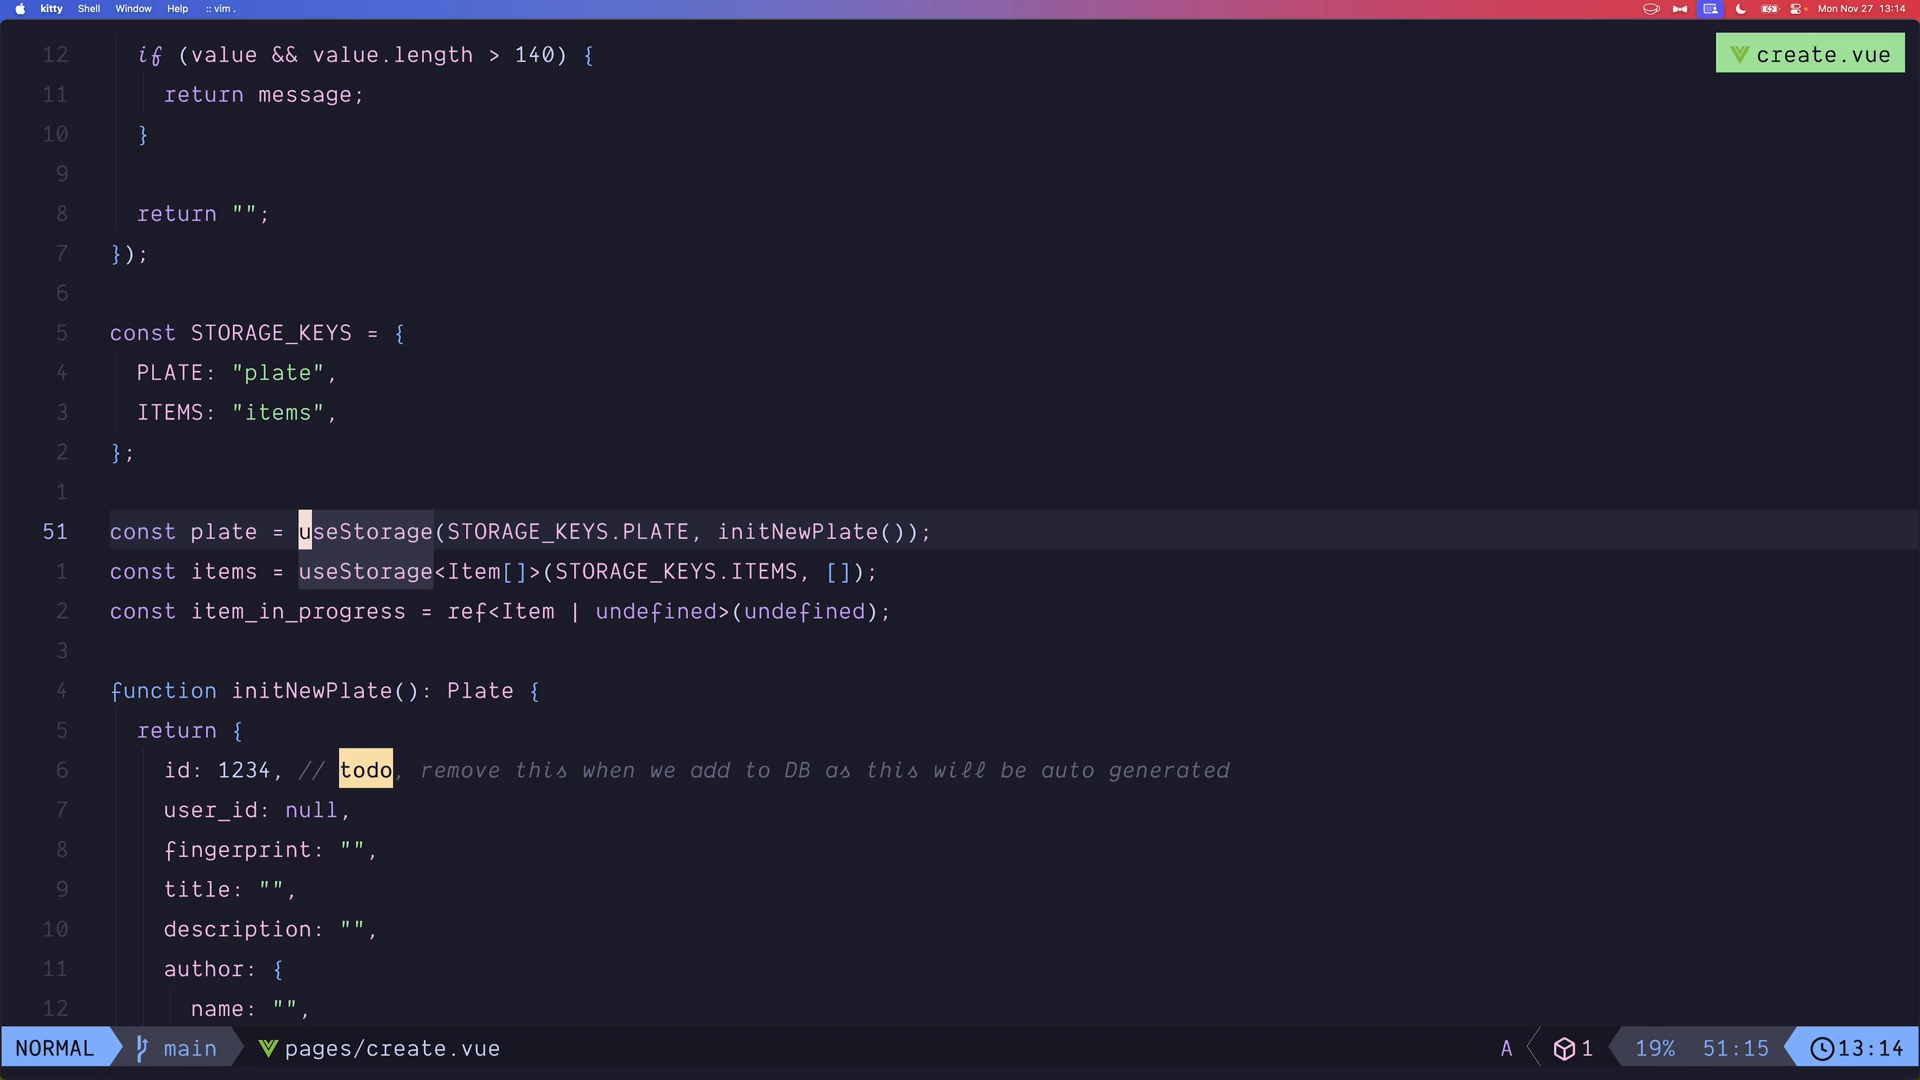 kitty Shell Window Help :: vim . Mon Nov 27 13:14
create.vue
12 if (value && value.length > 140) {
11 return message;
10 }
9
8 return "";
7 });
6
5 const STORAGE_KEYS = {
4 PLATE: "plate",
3 ITEMS: "items",
2 };
1
51 const plate = useStorage(STORAGE_KEYS.PLATE, initNewPlate());
1 const items = useStorage<Item[]>(STORAGE_KEYS.ITEMS, []);
2 const item_in_progress = ref<Item | undefined>(undefined);
3
4 function initNewPlate(): Plate {
5 return {
6 id: 1234, // todo, remove this when we add to DB as this will be auto generated
7 user_id: null,
8 fingerprint: "",
9 title: "",
10 description: "",
11 author: {
12 name: "",
NORMAL main pages/create.vue A 1 19% 51:15 13:14